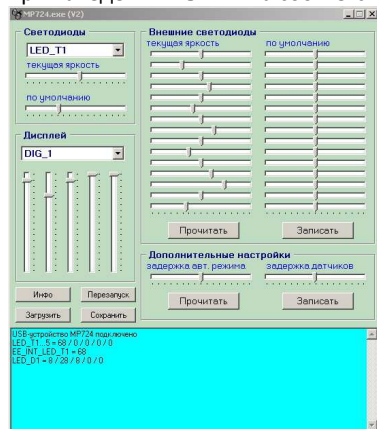 MP724.exe (V2)
Светодиоды
LED_T1
текущая яркость
по умолчанию
Дисплей
DIG_1
Инфо
Перезапуск
Загрузить
Сохранить
Внешние светодиоды
текущая яркость
по умолчанию
Прочитать
Записать
Дополнительные настройки
задержка авт. режима
задержка датчиков
Прочитать
Записать
USB-устройство MP724 подключено
LED_T1...5 = 68 / 0 / 0 / 0 / 0
EE_INT_LED_T1 = 68
LED_D1 = 8 / 28 / 8 / 0 / 0